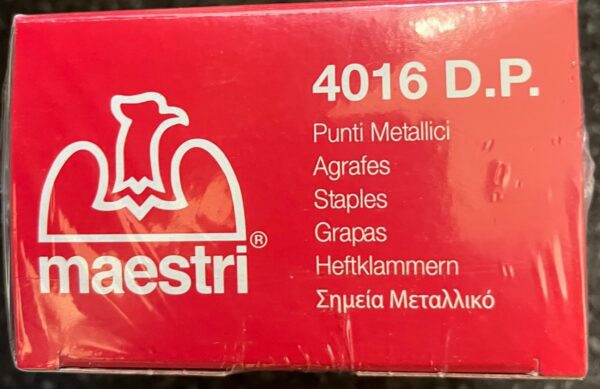 4016 D.P.
Punti Metallici
Agrafes
Staples
Grapas
Heftklammern
Σημεία Μεταλλικό
maestri®